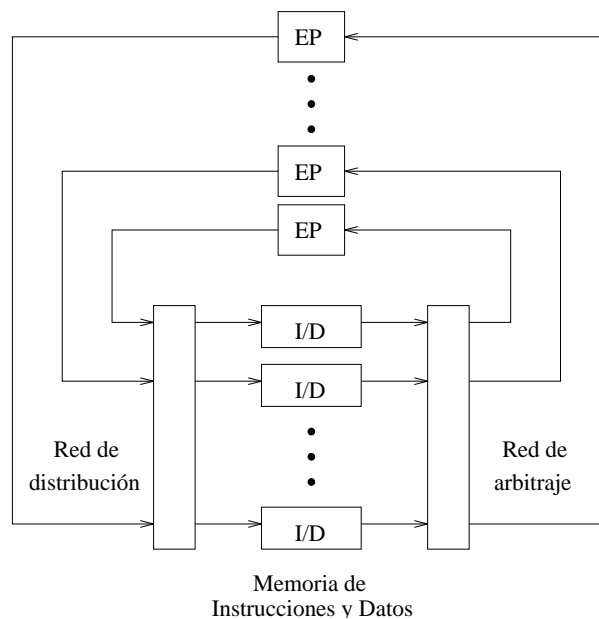 EP
EP
EP
I/D
I/D
Red de
distribución
Red de
arbitraje
I/D
Memoria de
Instrucciones y Datos